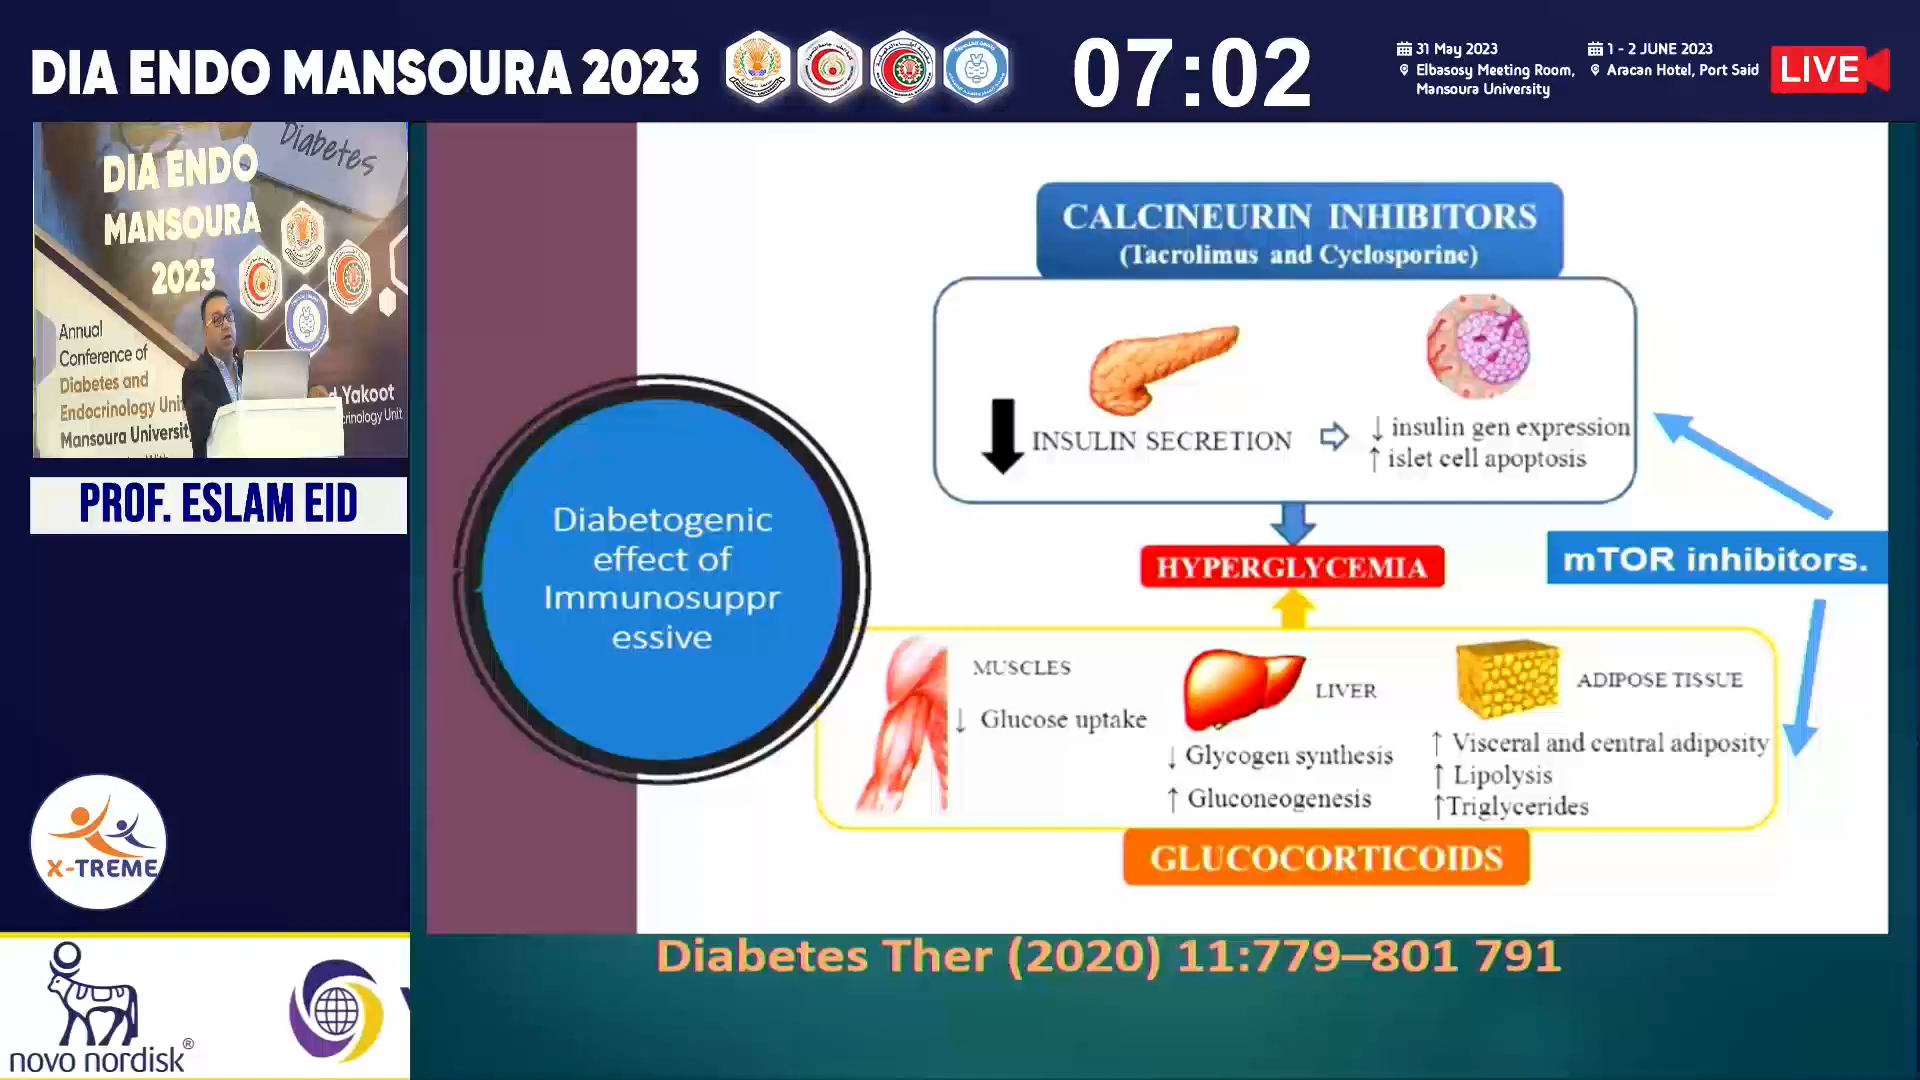 DIA ENDO MANSOURA 2023
07:02
31 May 2023
Elbasosy Meeting Room,
Mansoura University
1 - 2 JUNE 2023
Aracan Hotel, Port Said
LIVE
Diabetes
DIA ENDO
MANSOURA
2023
Annual
Conference of
Diabetes and
Endocrinology Uni
Mansoura University
d Yakoot
crinology Unit
PROF. ESLAM EID
X-TREME
novo nordisk®
Diabetogenic
effect of
Immunosuppr
essive
CALCINEURIN INHIBITORS
(Tacrolimus and Cyclosporine)
INSULIN SECRETION
↓ insulin gen expression
↑ islet cell apoptosis
HYPERGLYCEMIA
mTOR inhibitors.
MUSCLES
↓ Glucose uptake
LIVER
↓ Glycogen synthesis
↑ Gluconeogenesis
ADIPOSE TISSUE
↑ Visceral and central adiposity
↑ Lipolysis
↑Triglycerides
GLUCOCORTICOIDS
Diabetes Ther (2020) 11:779–801 791